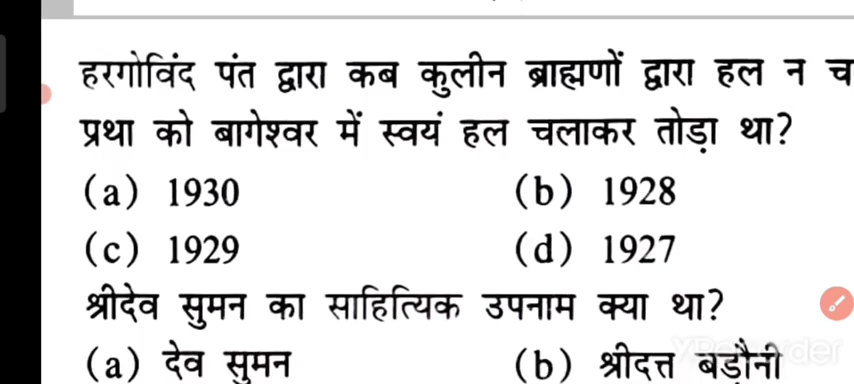 हरगोविंद पंत द्वारा कब कुलीन ब्राह्मणों द्वारा हल न च
प्रथा को बागेश्वर में स्वयं हल चलाकर तोड़ा था?
(a) 1930 (b) 1928
(c) 1929 (d) 1927
श्रीदेव सुमन का साहित्यिक उपनाम क्या था?
(a) देव सुमन (b) श्रीदत्त बड़ौनी